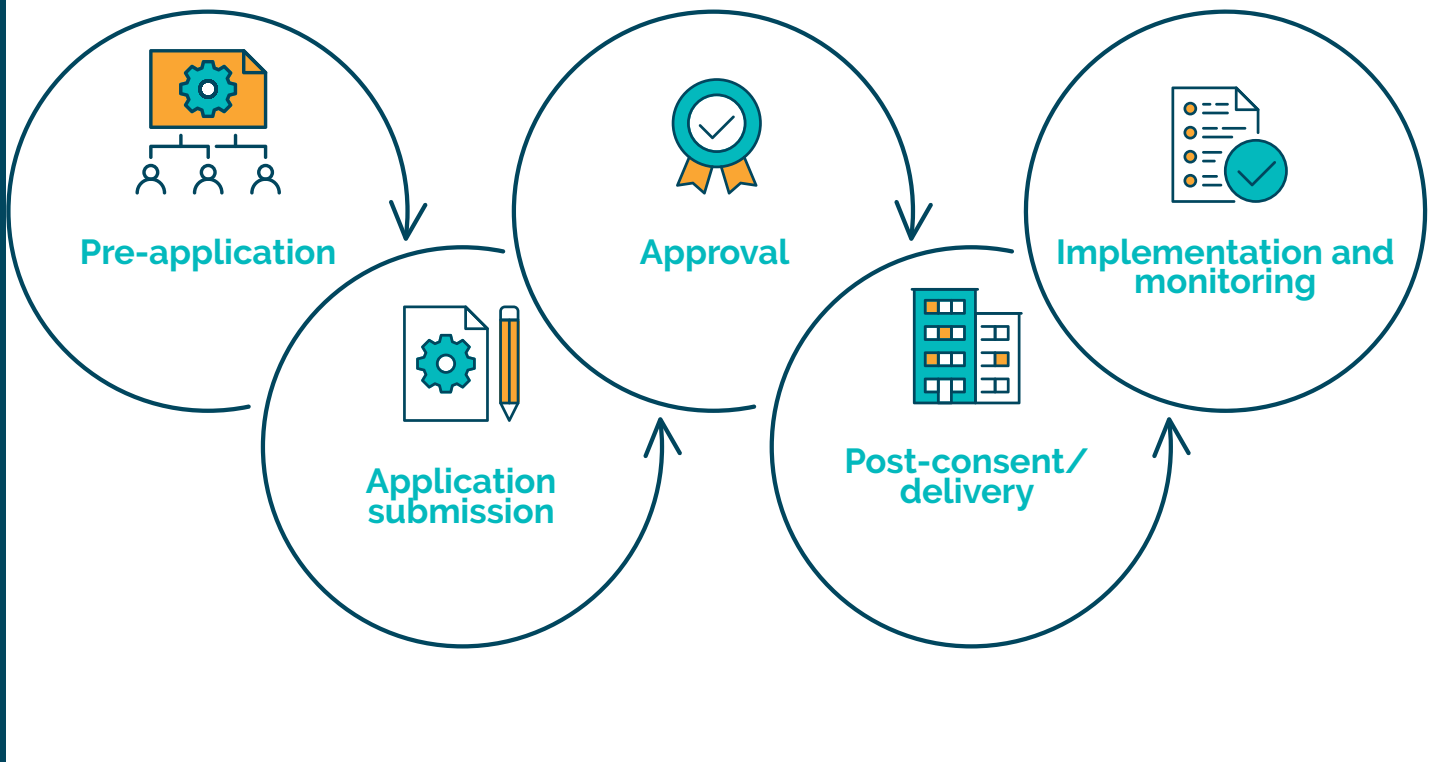 Pre-application
Application
submission
Approval
Post-consent/
delivery
Implementation and
monitoring